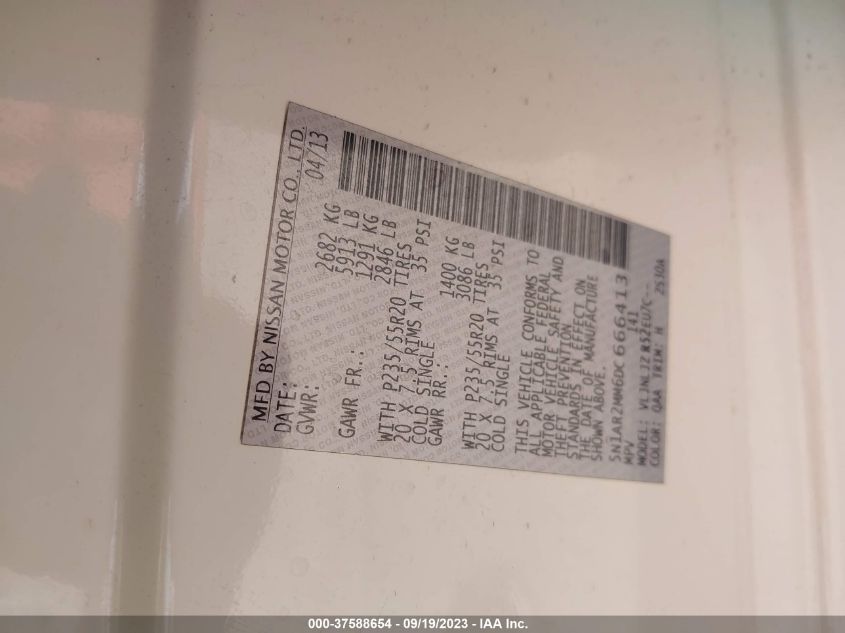 MFD BY NISSAN MOTOR CO., LTD.
DATE: 04/13
GVWR: 2682 KG
5913 LB
GAWR FR.: 1291 KG
2846 LB
WITH P235/55R20 TIRES
20 X 7.5 RIMS AT 35 PSI
COLD SINGLE
GAWR RR.: 1400 KG
3086 LB
WITH P235/55R20 TIRES
20 X 7.5 RIMS AT 35 PSI
COLD SINGLE
THIS VEHICLE CONFORMS TO
ALL APPLICABLE FEDERAL
MOTOR VEHICLE SAFETY AND
THEFT PREVENTION
STANDARDS IN EFFECT ON
THE DATE OF MANUFACTURE
SHOWN ABOVE.
5N1AR2MM6DC666413
MPV 141
MODEL:
COLOR: QAA TRIM: H 2530A
000-37588654 - 09/19/2023 - IAA Inc.